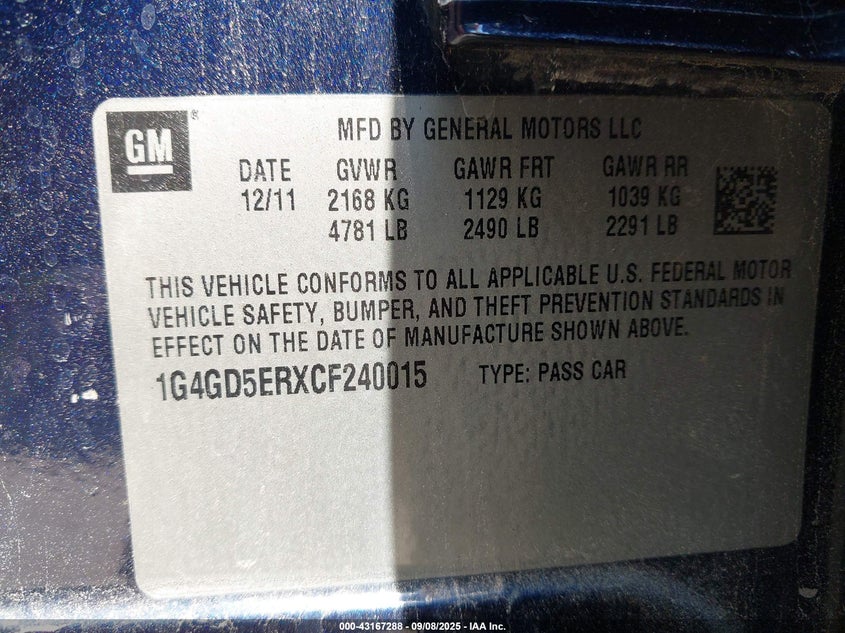 GM
®
MFD BY GENERAL MOTORS LLC
DATE GVWR GAWR FRT GAWR RR
12/11 2168 KG 1129 KG 1039 KG
4781 LB 2490 LB 2291 LB
THIS VEHICLE CONFORMS TO ALL APPLICABLE U.S. FEDERAL MOTOR
VEHICLE SAFETY, BUMPER, AND THEFT PREVENTION STANDARDS IN
EFFECT ON THE DATE OF MANUFACTURE SHOWN ABOVE.
1G4GD5ERXCF240015 TYPE: PASS CAR
000-43167288 - 09/08/2025 - IAA Inc.